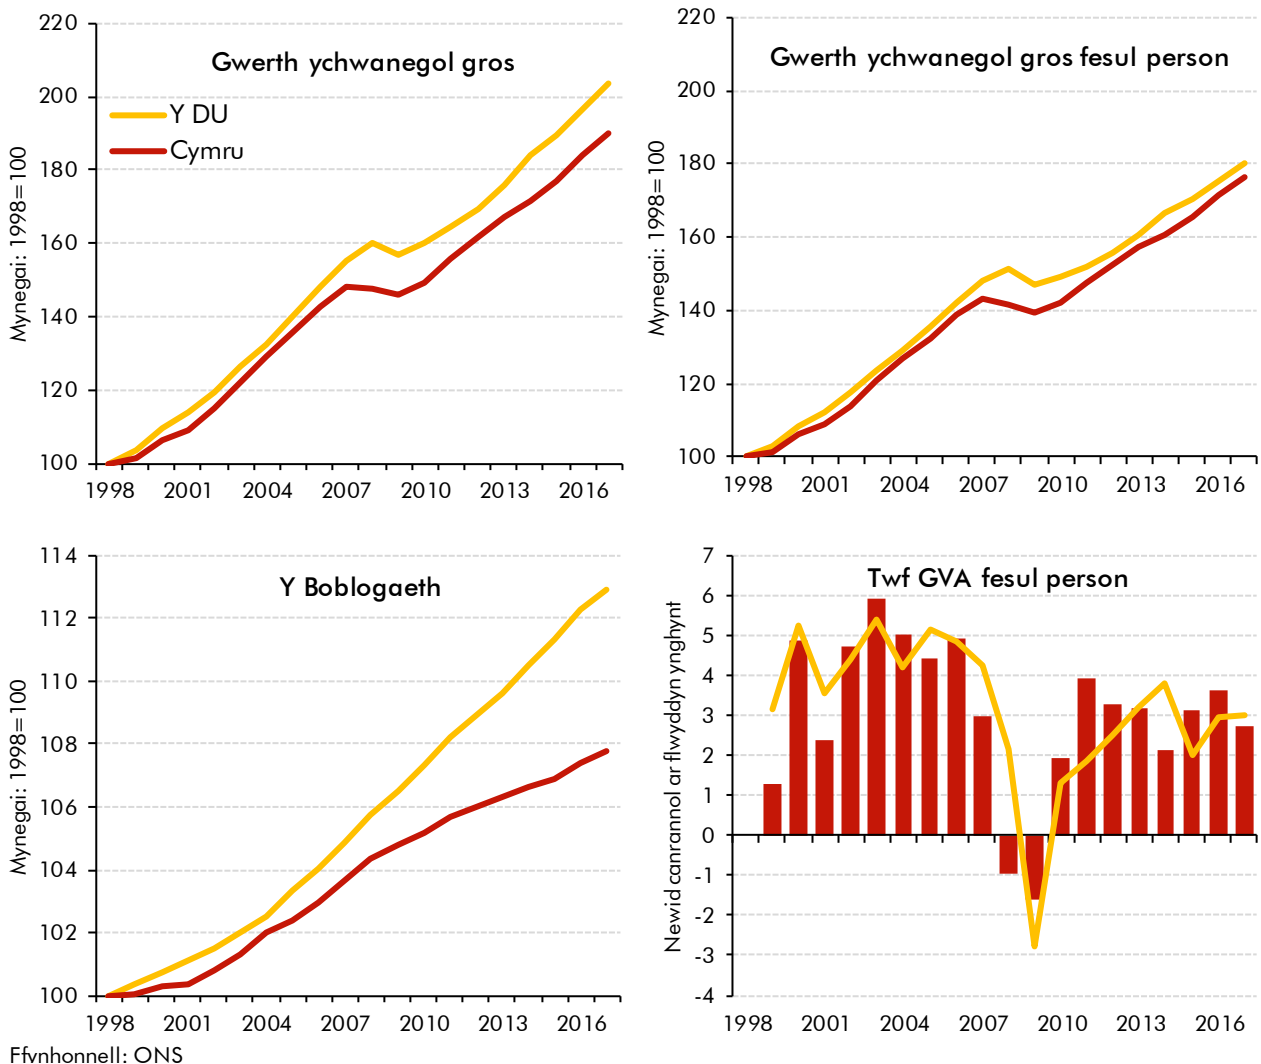 Gwerth ychwanegol gros
Mynegai: 1998=100
220
200
180
160
140
120
100
Y DU
Cymru
1998 2001 2004 2007 2010 2013 2016
Gwerth ychwanegol gros fesul person
Mynegai: 1998=100
220
200
180
160
140
120
100
1998 2001 2004 2007 2010 2013 2016
Y Boblogaeth
Mynegai: 1998=100
114
112
110
108
106
104
102
100
1998 2001 2004 2007 2010 2013 2016
Twf GVA fesul person
Newid canrannol ar flwyddyn ynghynt
7
6
5
4
3
2
1
0
-1
-2
-3
-4
1998 2001 2004 2007 2010 2013 2016
Ffynhonnell: ONS